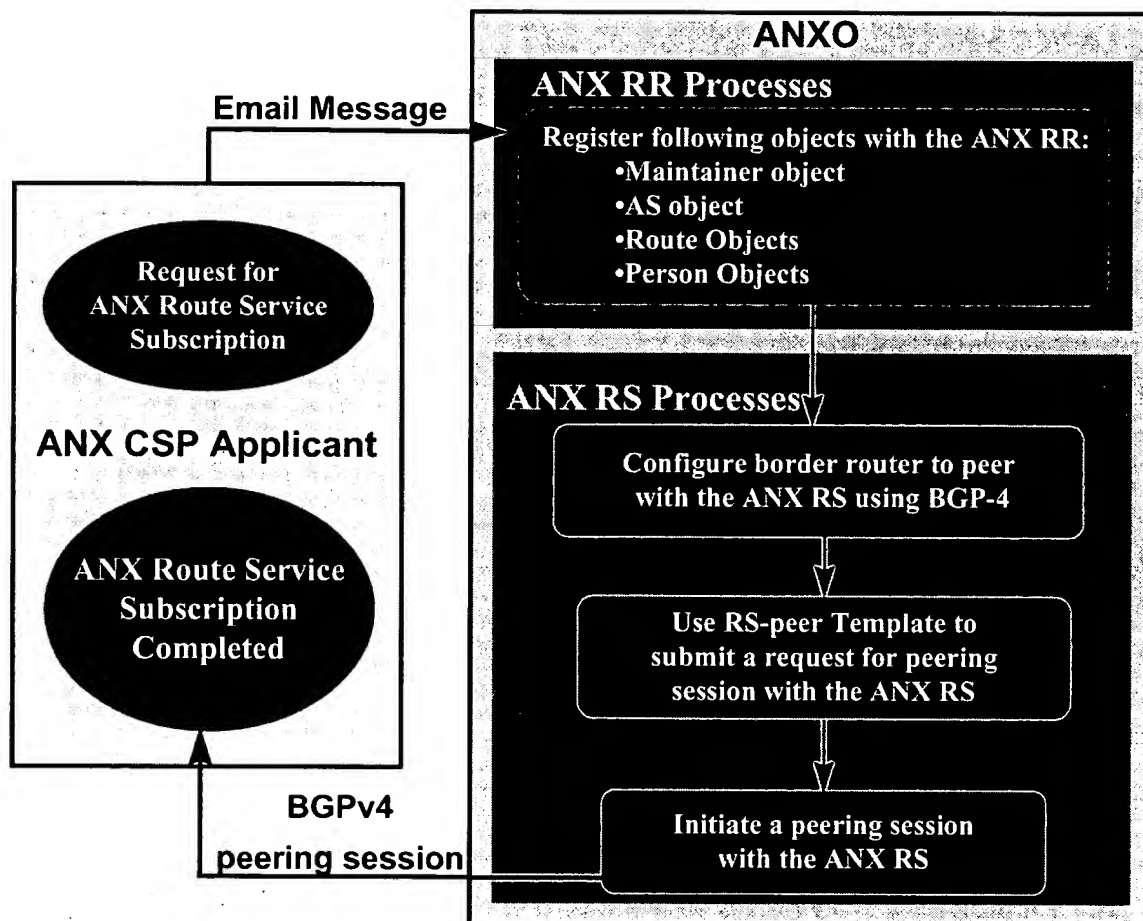 ANXO
ANX RR Processes
Email Message
Register following objects with the ANX RR:
•Maintainer object
•AS object
•Route Objects
•Person Objects
Request for
ANX Route Service
Subscription
ANX CSP Applicant
ANX Route Service
Subscription
Completed
ANX RS Processes
Configure border router to peer
with the ANX RS using BGP-4
Use RS-peer Template to
submit a request for peering
session with the ANX RS
Initiate a peering session
with the ANX RS
BGPv4
peering session